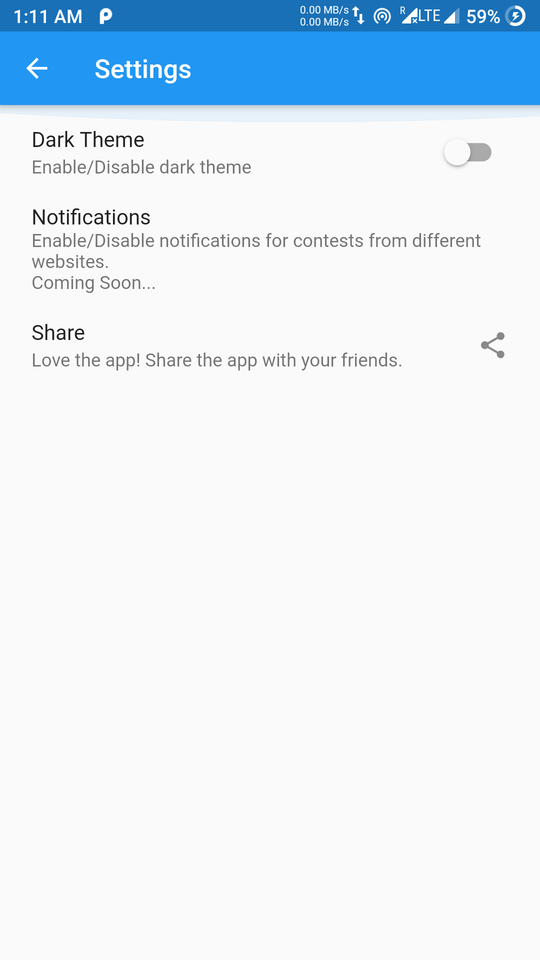 1:11 AM
0.00 MB/s
0.00 MB/s
R
LTE
59%
Settings
Dark Theme
Enable/Disable dark theme
Notifications
Enable/Disable notifications for contests from different
websites.
Coming Soon...
Share
Love the app! Share the app with your friends.